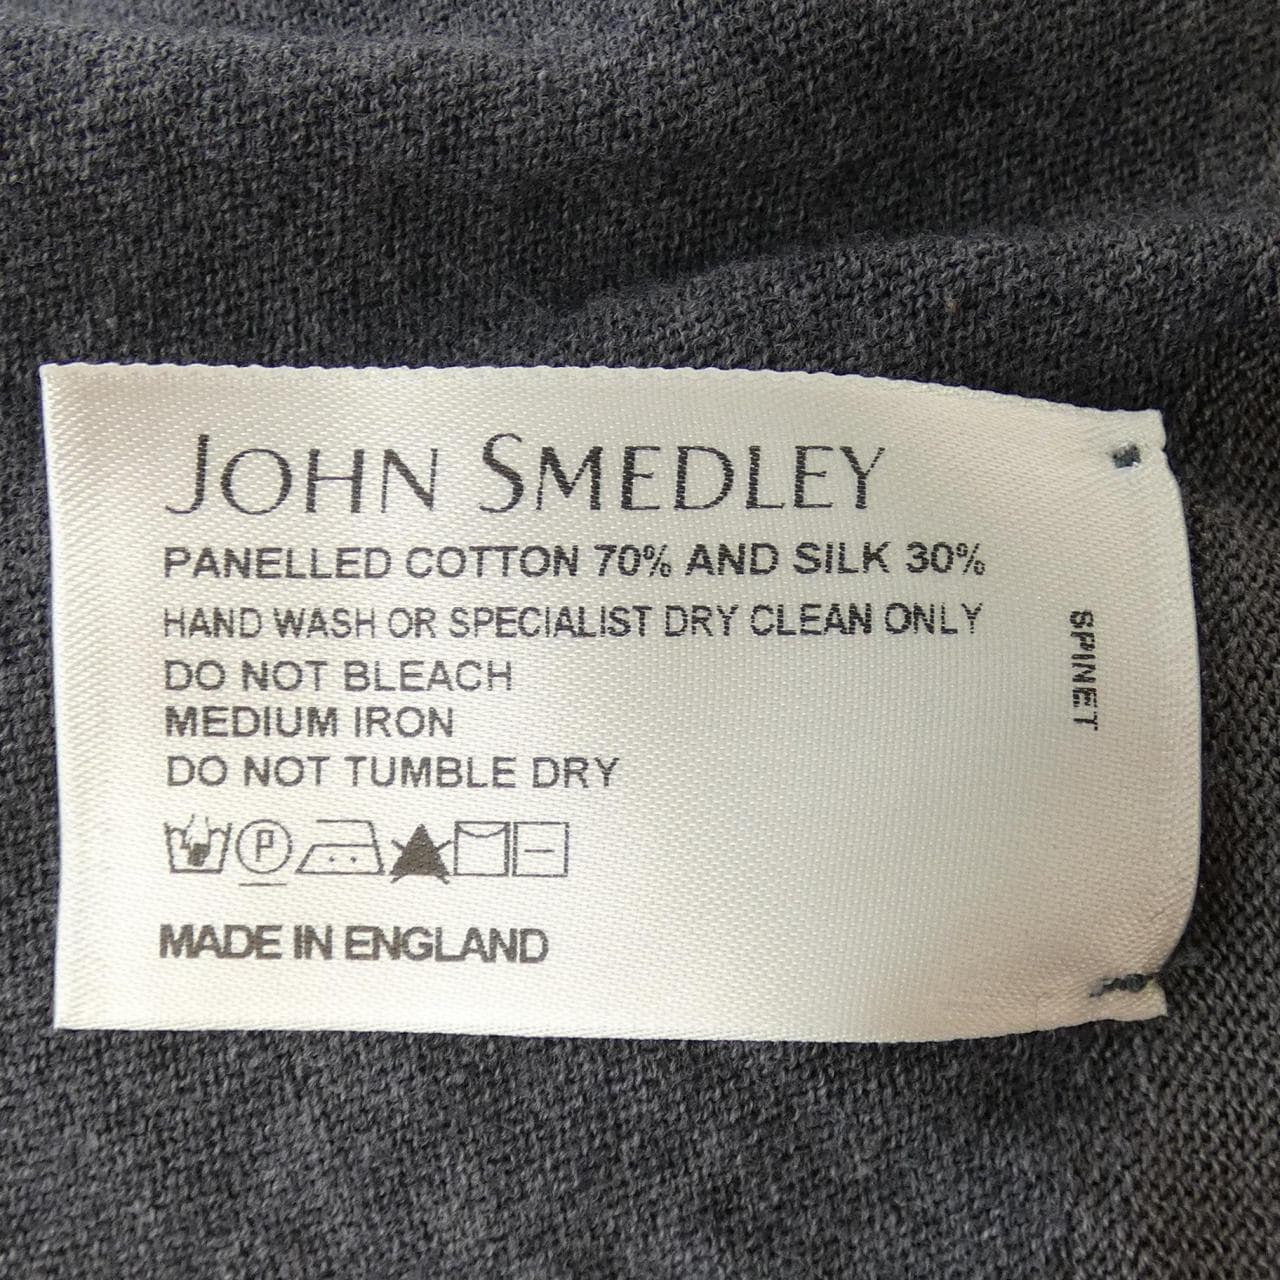 JOHN SMEDLEY
PANELLED COTTON 70% AND SILK 30%
HAND WASH OR SPECIALIST DRY CLEAN ONLY
DO NOT BLEACH
MEDIUM IRON
DO NOT TUMBLE DRY
P
MADE IN ENGLAND
SPINET